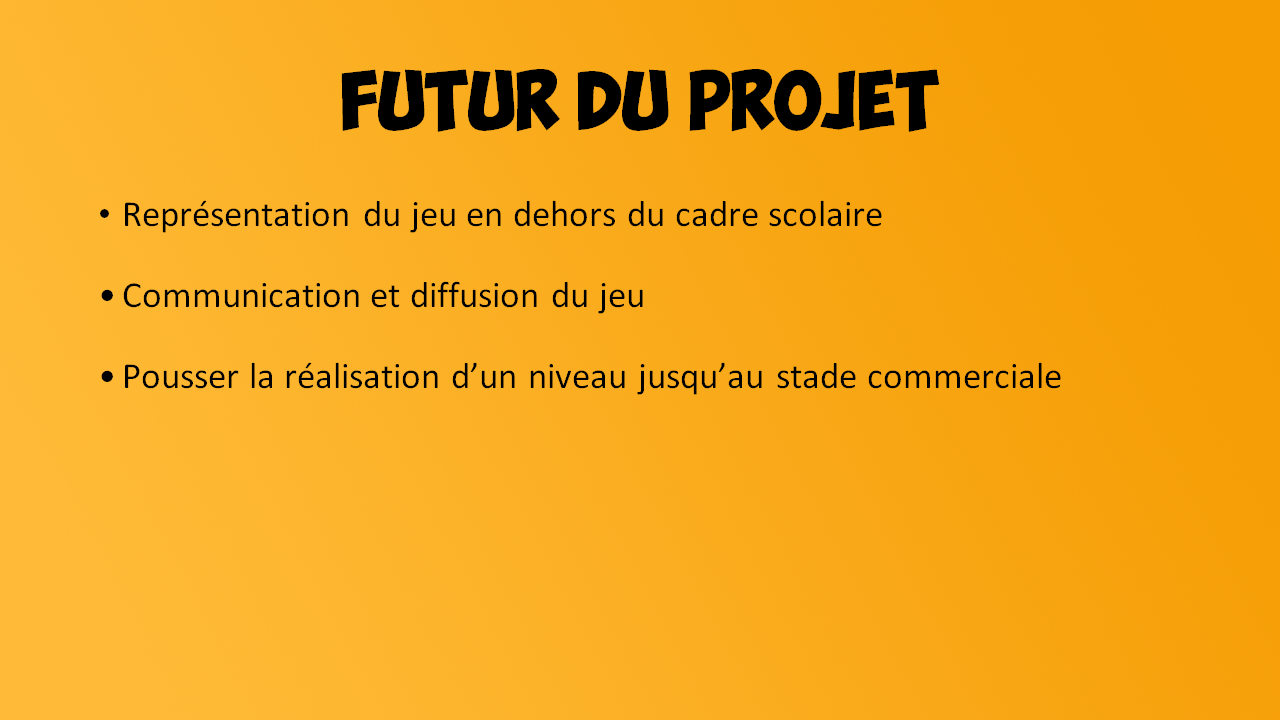 FUTUR DU PROJET
• Représentation du jeu en dehors du cadre scolaire
• Communication et diffusion du jeu
• Pousser la réalisation d’un niveau jusqu’au stade commerciale